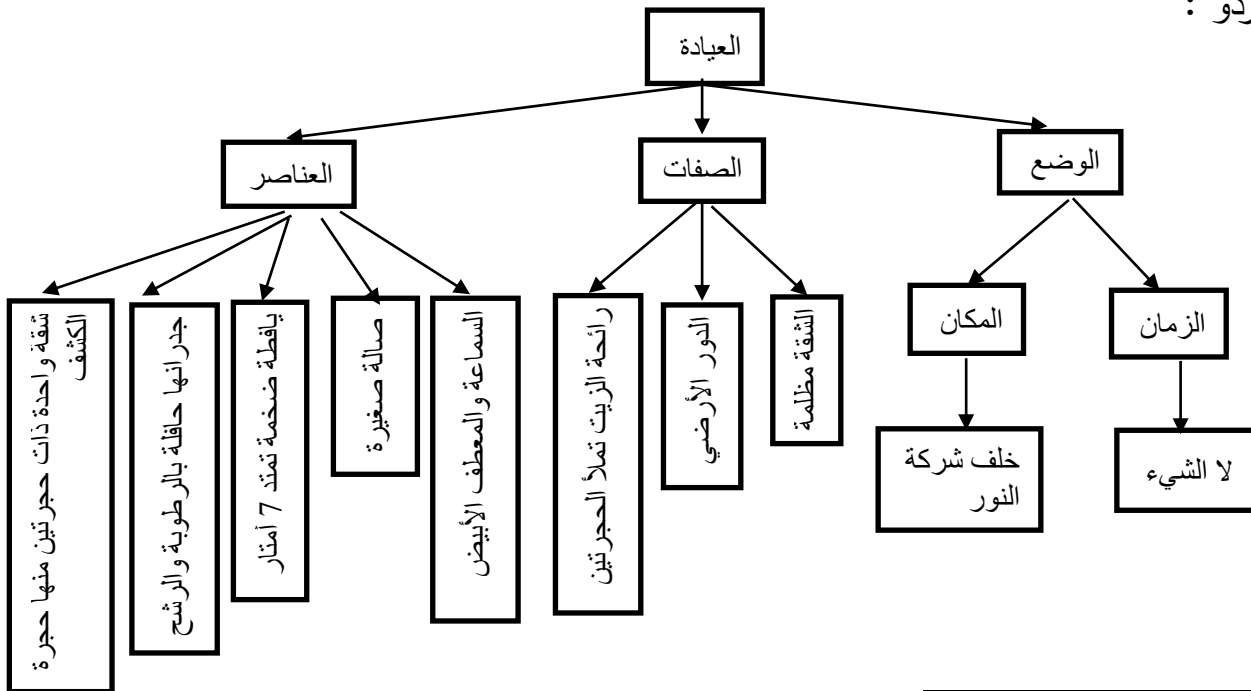 ردو :
العيادة
الوضع
الصفات
العناصر
الزمان
المكان
لا الشيء
خلف شركة
النور
الشقة مظلمة
الدور الأرضي
رائحة الزيت تملأ الحجرتين
السماعة والمعطف الأبيض
صالة صغيرة
يافطة ضخمة تمتد 7 أمتار
جدرانها حافلة بالرطوبة والرشح
شقة واحدة ذات حجرتين منها حجرة
الكشف